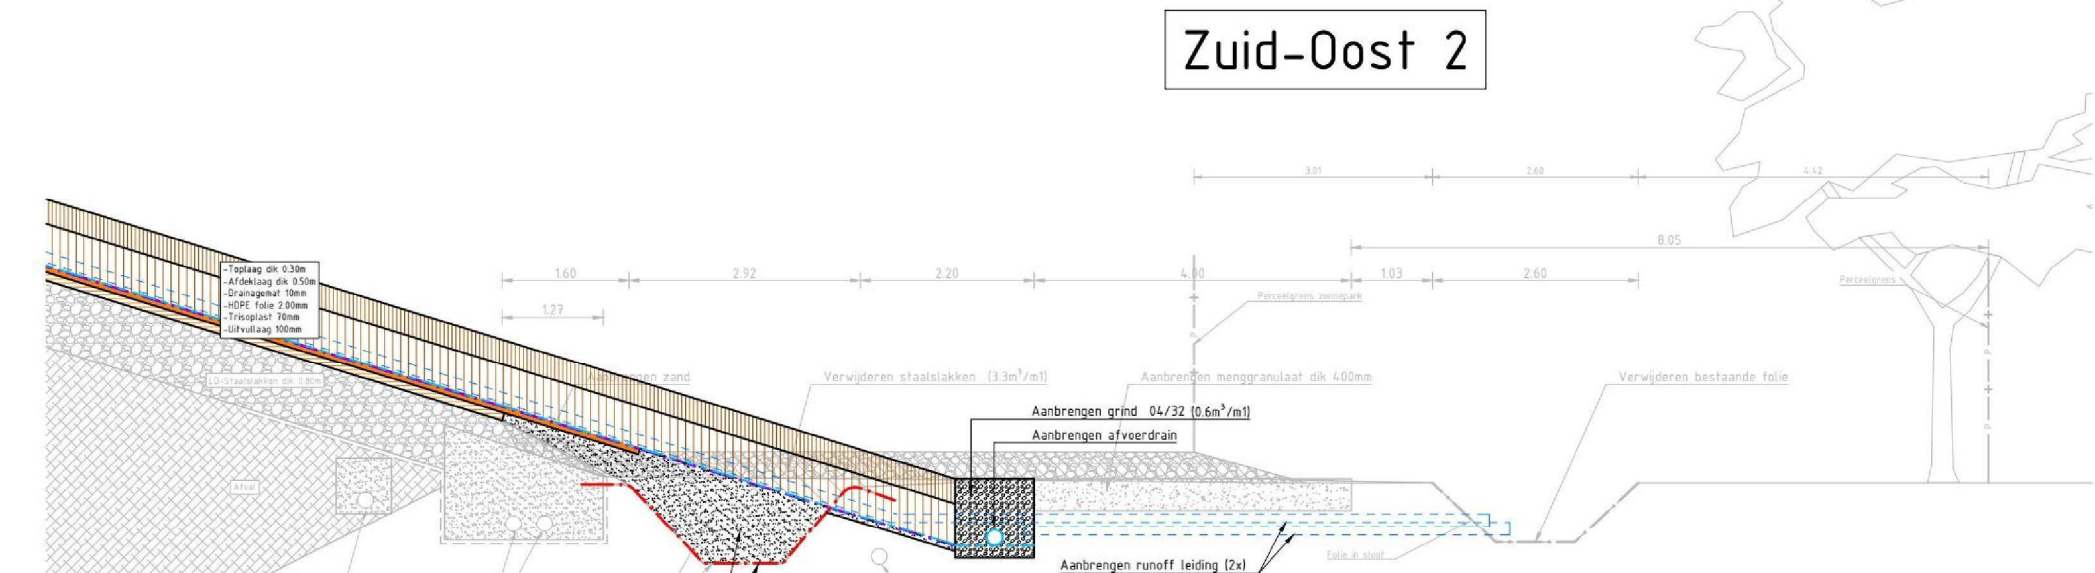 Zuid-Oost 2
3.01
2.60
4.42
8.05
1.60
2.92
2.20
4.00
1.03
2.60
1.27
-Toplaag dik 0.30m
-Afdeklaag dik 0.50m
-Drainagemat 10mm
-HDPE folie 2.00mm
-Trisoplast 70mm
-Uitvullaag 100mm
Perceelgrens zonnepark
Perceelgrens
LD-Staalslakken dik 0.80m
Aanbrengen zand
Verwijderen staalslakken (3.3m³/m1)
Aanbrengen menggranulaat dik 400mm
Verwijderen bestaande folie
Aanbrengen grind 04/32 (0.6m³/m1)
Aanbrengen afvoerdrain
Afval
P
P
P
P
Folie in sloot
Aanbrengen runoff leiding (2x)